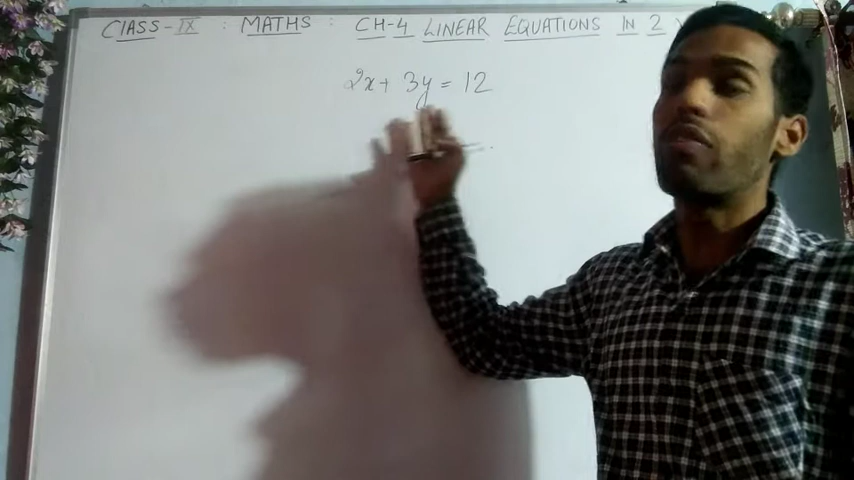 CLASS-IX : MATHS : CH-4 LINEAR EQUATIONS IN 2
2x + 3y = 12